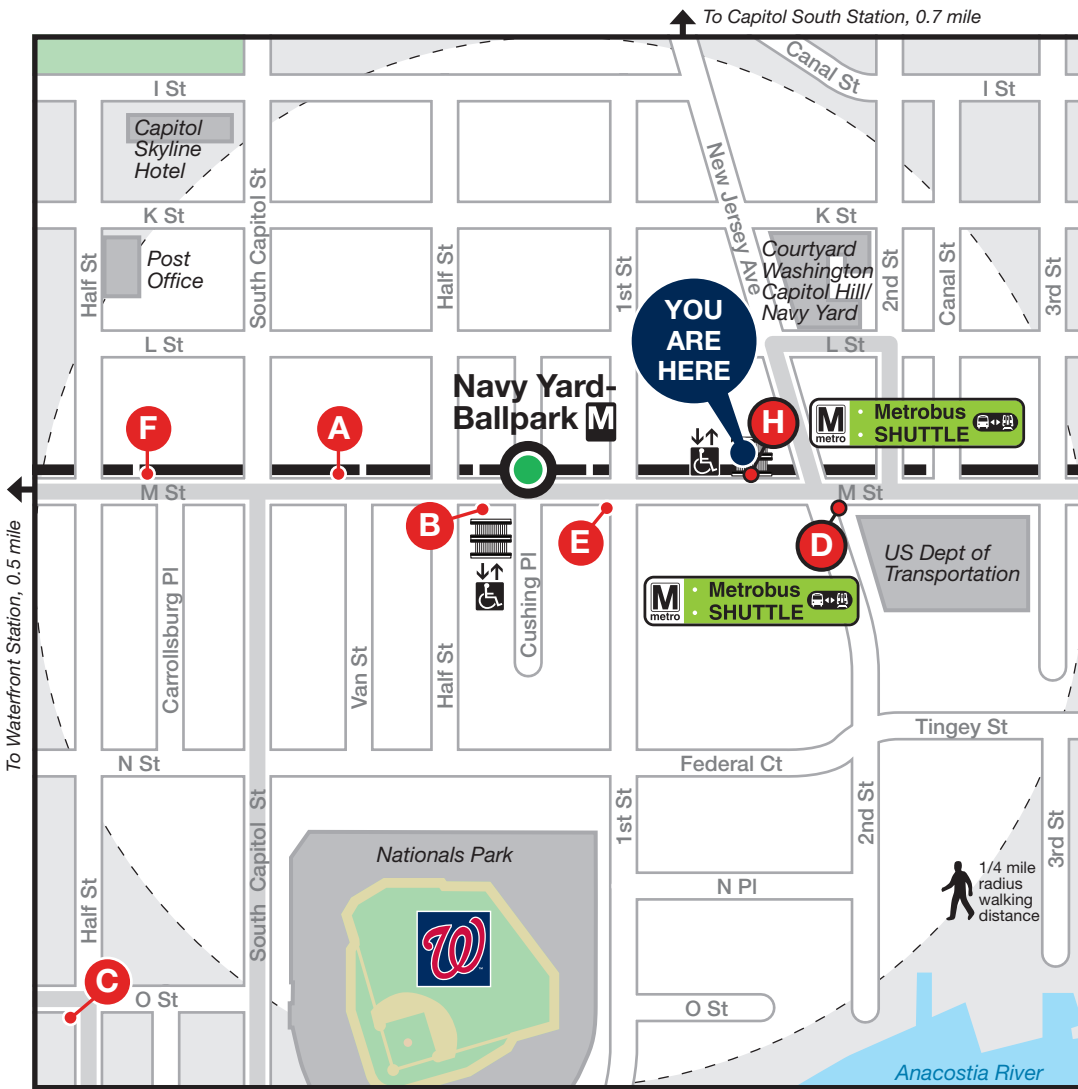 To Capitol South Station, 0.7 mile
Canal St
I St
I St
Capitol
Skyline
Hotel
New Jersey Ave
South Capitol St
K St
K St
Post
Office
Half St
Half St
1st St
Courtyard
Washington
Capitol Hill/
Navy Yard
2nd St
Canal St
3rd St
YOU
ARE
HERE
L St
L St
Navy Yard-
Ballpark M
F
A
H
M
metro
• Metrobus
• SHUTTLE
M St
M St
B
E
D
To Waterfront Station, 0.5 mile
Carrollsburg Pl
Van St
Half St
Cushing Pl
US Dept of
Transportation
M
metro
• Metrobus
• SHUTTLE
Tingey St
N St
Federal Ct
South Capitol St
1st St
2nd St
3rd St
Nationals Park
W
N Pl
1/4 mile
radius
walking
distance
Half St
C
O St
O St
Anacostia River